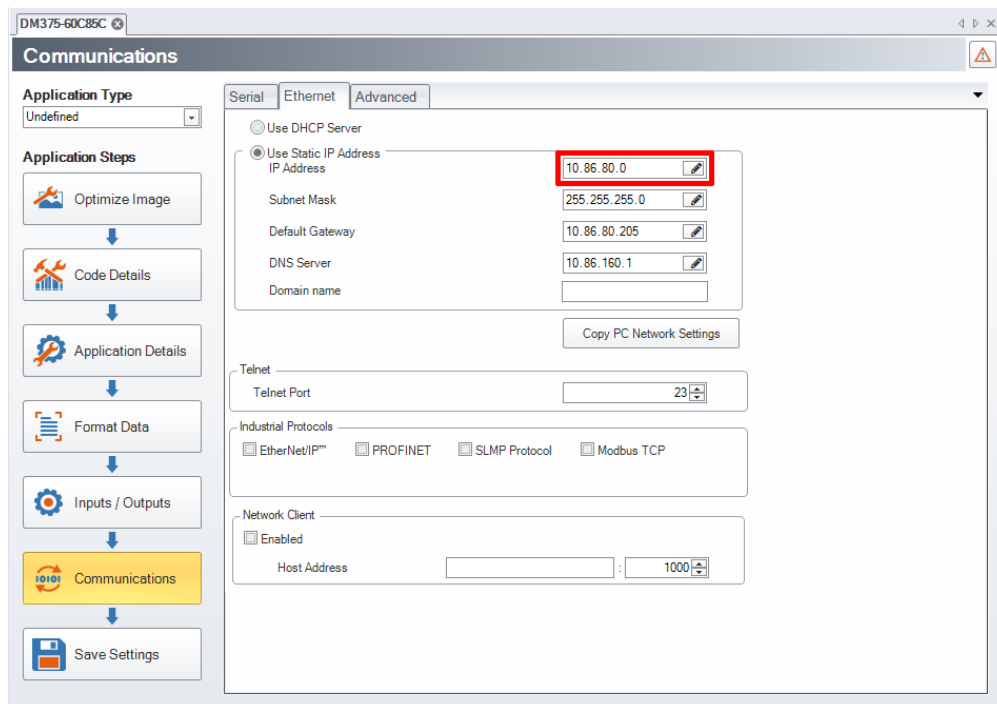 DM375-60C85C
Communications
Application Type
Undefined
Application Steps
Optimize Image
Code Details
Application Details
Format Data
Inputs / Outputs
10101
Communications
Save Settings
Serial
Ethernet
Advanced
Use DHCP Server
Use Static IP Address
IP Address
10.86.80.0
Subnet Mask
255.255.255.0
Default Gateway
10.86.80.205
DNS Server
10.86.160.1
Domain name
Copy PC Network Settings
Telnet
Telnet Port
23
Industrial Protocols
EtherNet/IP™
PROFINET
SLMP Protocol
Modbus TCP
Network Client
Enabled
Host Address
:
1000